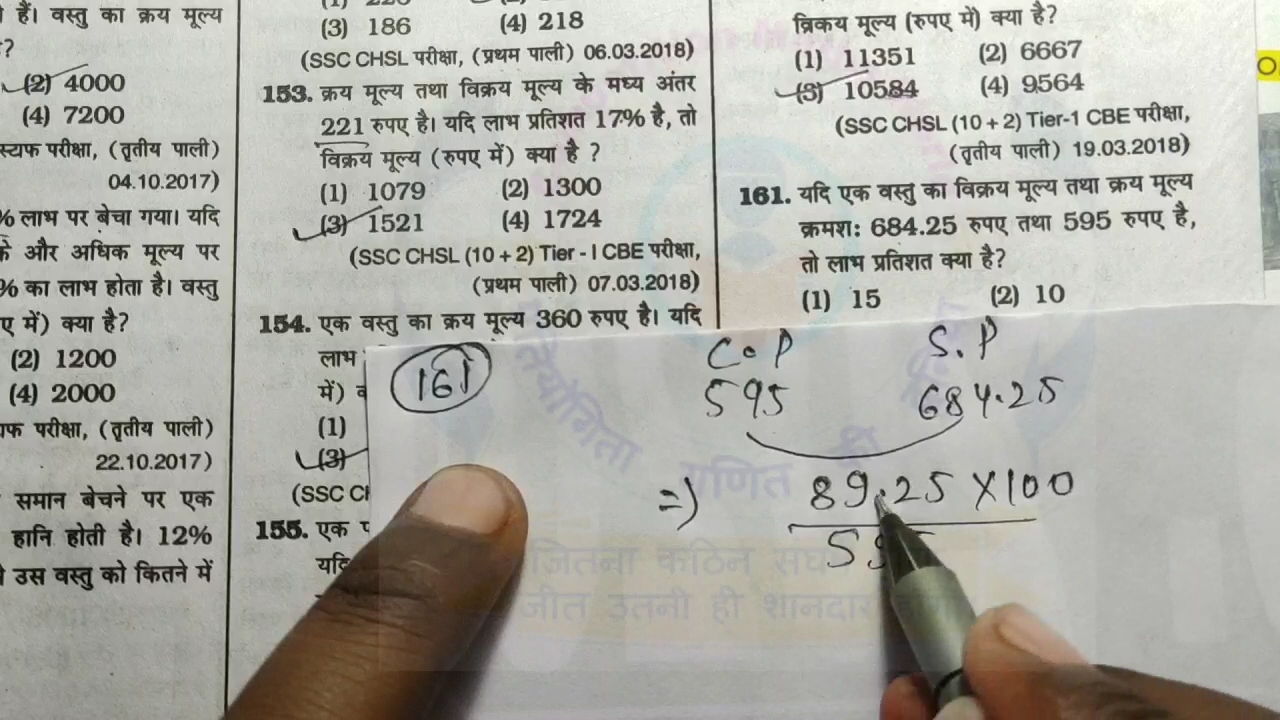 हैं। वस्तु का क्रय मूल्य
?
(2) 4000
(4) 7200
स्टाफ परीक्षा, (तृतीय पाली)
04.10.2017)
% लाभ पर बेचा गया। यदि
और अधिक मूल्य पर
% का लाभ होता है। वस्तु
ए में) क्या है?
(2) 1200
(4) 2000
परीक्षा, (तृतीय पाली)
22.10.2017)
समान बेचने पर एक
हानि होती है। 12%
उस वस्तु को कितने में
(3) 186 (4) 218
(SSC CHSL परीक्षा, (प्रथम पाली) 06.03.2018)
153. क्रय मूल्य तथा विक्रय मूल्य के मध्य अंतर
221 रुपए है। यदि लाभ प्रतिशत 17% है, तो
विक्रय मूल्य (रुपए में) क्या है ?
(1) 1079 (2) 1300
(3) 1521 (4) 1724
(SSC CHSL (10 + 2) Tier - I CBE परीक्षा,
(प्रथम पाली) 07.03.2018)
154. एक वस्तु का क्रय मूल्य 360 रुपए है। यदि
लाभ
में)
(1)
(3)
(SSC
155. एक
यदि
विक्रय मूल्य (रुपए में) क्या है?
(1) 11351 (2) 6667
(3) 10584 (4) 9564
(SSC CHSL (10 + 2) Tier-1 CBE परीक्षा,
(तृतीय पाली) 19.03.2018)
161. यदि एक वस्तु का विक्रय मूल्य तथा क्रय मूल्य
क्रमश: 684.25 रुपए तथा 595 रुपए है,
तो लाभ प्रतिशत क्या है?
(1) 15 (2) 10
161 C.P S.P
595 684.25
=) 89.25 X100
गणित
जितना कठिन
जीत उतनी ही शानदार